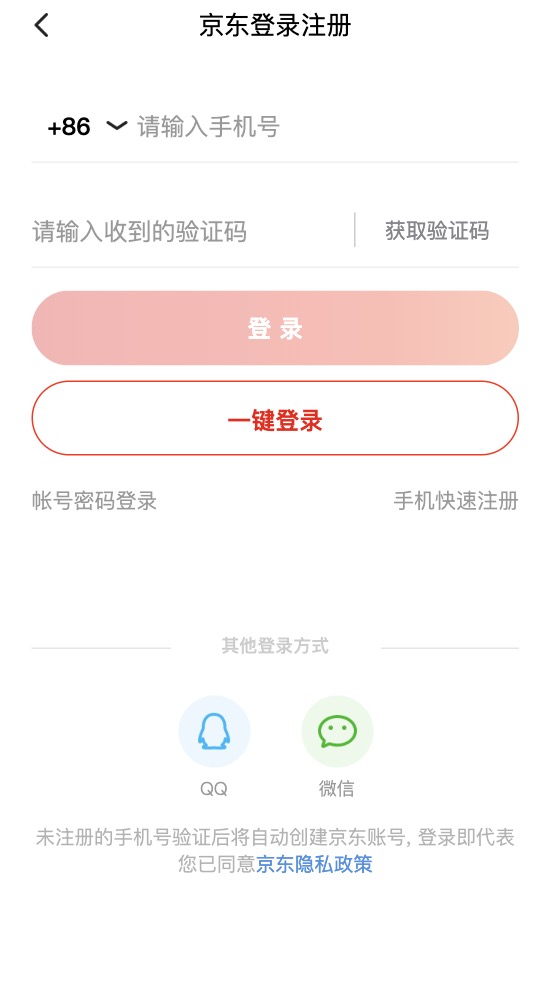 京东登录注册
+86 请输入手机号
请输入收到的验证码 获取验证码
登 录
一键登录
帐号密码登录 手机快速注册
其他登录方式
QQ 微信
未注册的手机号验证后将自动创建京东账号, 登录即代表
您已同意京东隐私政策